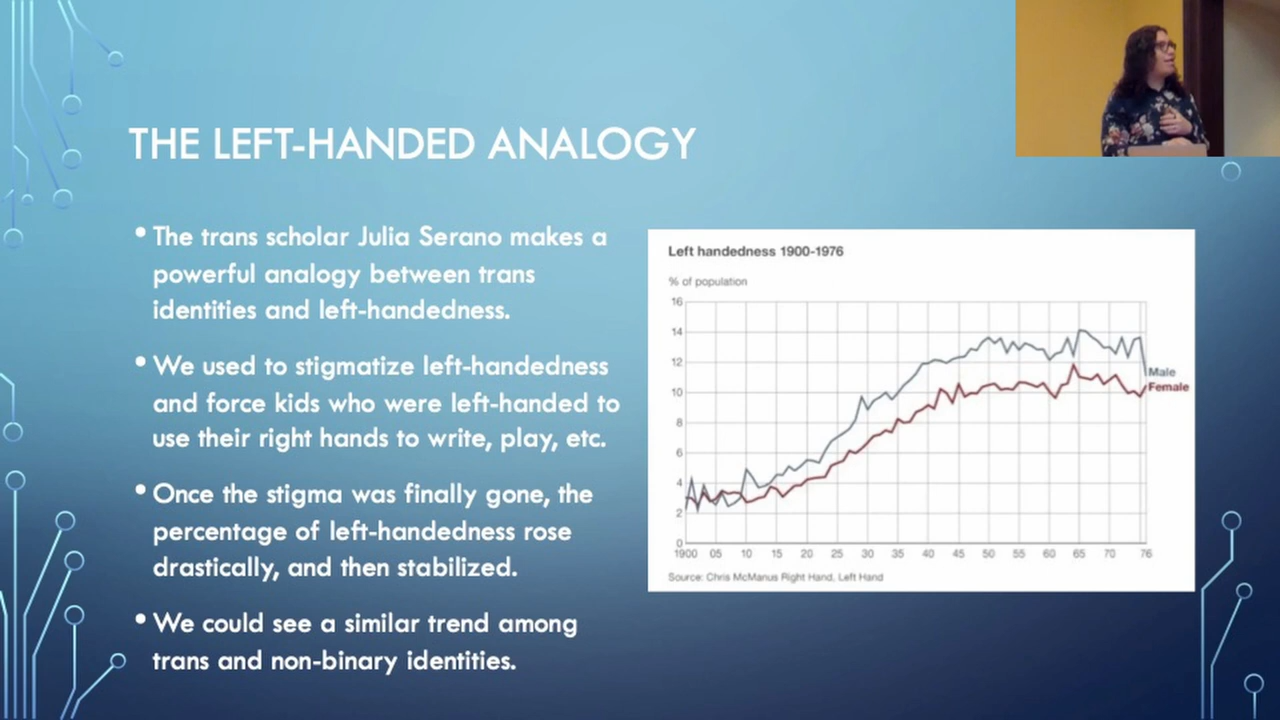 THE LEFT-HANDED ANALOGY
• The trans scholar Julia Serano makes a
powerful analogy between trans
identities and left-handedness.
• We used to stigmatize left-handedness
and force kids who were left-handed to
use their right hands to write, play, etc.
• Once the stigma was finally gone, the
percentage of left-handedness rose
drastically, and then stabilized.
• We could see a similar trend among
trans and non-binary identities.
Left handedness 1900-1976
% of population
16
14
12
10
8
6
4
2
0
1900 05 10 15 20 25 30 35 40 45 50 55 60 65 70 76
Male
Female
Source: Chris McManus Right Hand, Left Hand